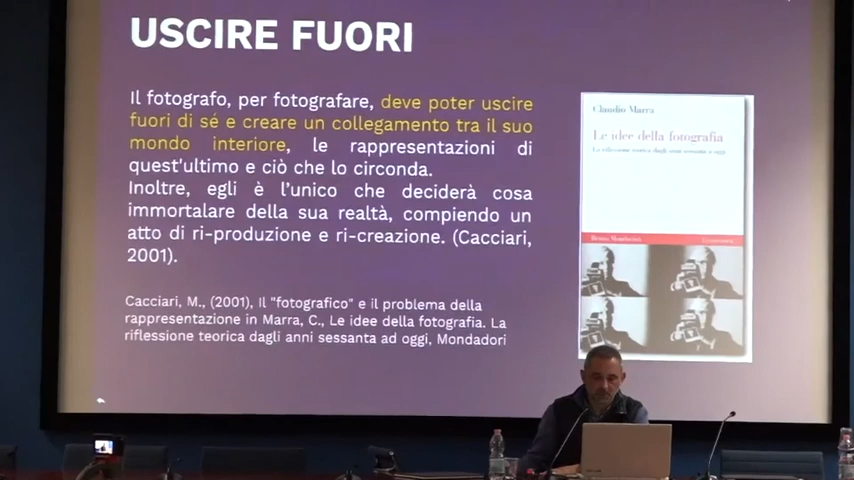 USCIRE FUORI
Il fotografo, per fotografare, deve poter uscire
fuori di sé e creare un collegamento tra il suo
mondo interiore, le rappresentazioni di
quest'ultimo e ciò che lo circonda.
Inoltre, egli è l'unico che deciderà cosa
immortalare della sua realtà, compiendo un
atto di ri-produzione e ri-creazione. (Cacciari,
2001).
Cacciari, M., (2001), Il "fotografico" e il problema della
rappresentazione in Marra, C., Le idee della fotografia. La
riflessione teorica dagli anni sessanta ad oggi, Mondadori
Claudio Marra
Le idee della fotografia
La riflessione teorica dagli anni sessanta a oggi
Bruno Mondadori